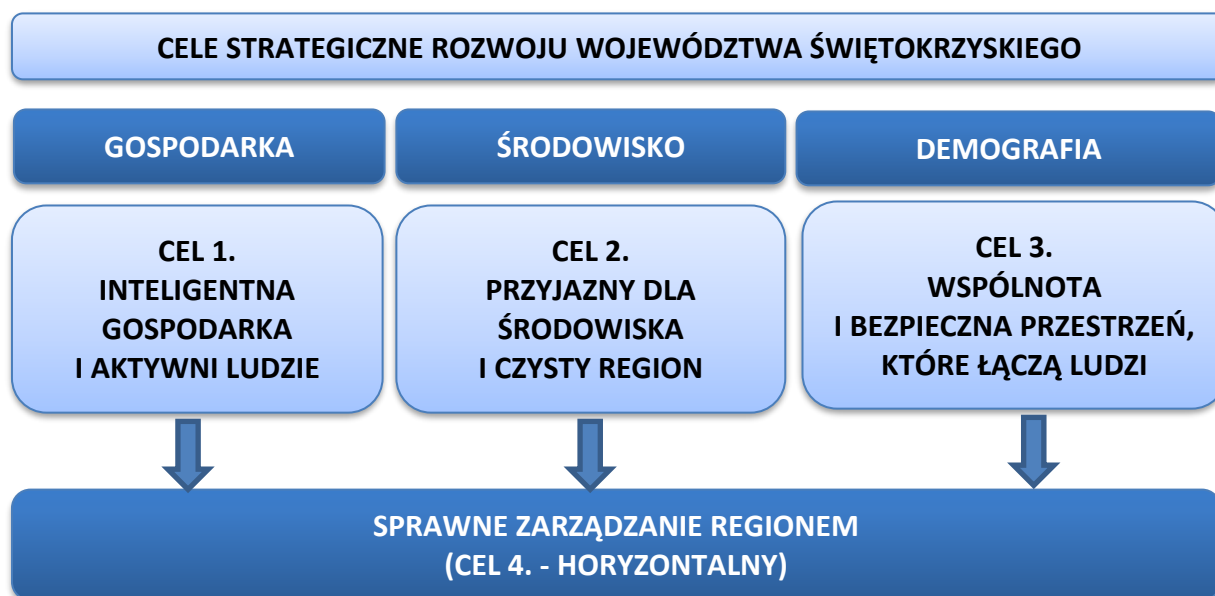 CELE STRATEGICZNE ROZWOJU WOJEWÓDZTWA ŚWIĘTOKRZYSKIEGO
GOSPODARKA
ŚRODOWISKO
DEMOGRAFIA
CEL 1.
INTELIGENTNA
GOSPODARKA
I AKTYWNI LUDZIE
CEL 2.
PRZYJAZNY DLA
ŚRODOWISKA
I CZYSTY REGION
CEL 3.
WSPÓLNOTA
I BEZPIECZNA PRZESTRZEŃ,
KTÓRE ŁĄCZĄ LUDZI
SPRAWNE ZARZĄDZANIE REGIONEM
(CEL 4. - HORYZONTALNY)